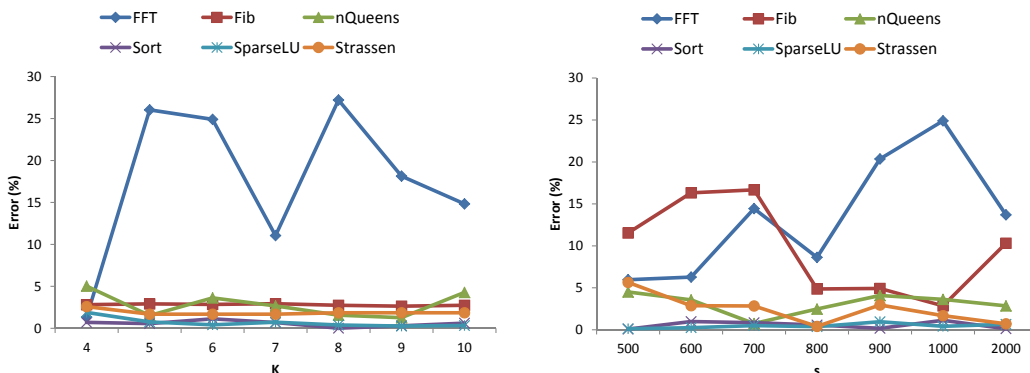 FFT Fib nQueens
Sort SparseLU Strassen
30
25
20
15
10
5
0
Error (%)
4 5 6 7 8 9 10
K
FFT Fib nQueens
Sort SparseLU Strassen
30
25
20
15
10
5
0
Error (%)
500 600 700 800 900 1000 2000
s